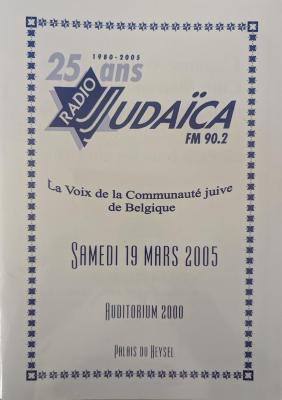 1980-2005
25 ans
RADIO
JUDAÏCA
FM 90.2
La Voix de la Communauté juive
de Belgique
SAMEDI 19 MARS 2005
AUDITORIUM 2000
PALAIS DU HEYSEL